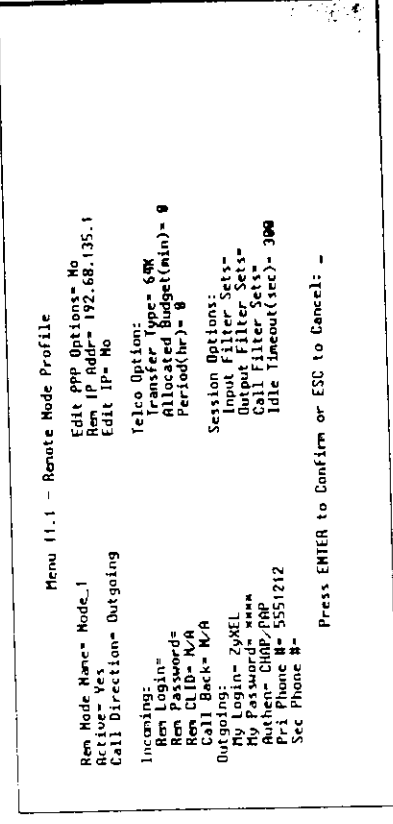 Menu 11.1 - Remote Node Profile
Rem Node Name= Node_1 Edit PPP Options= No
Active= Yes Rem IP Addr= 192.68.135.1
Call Direction= Outgoing Edit IP= No
Incoming: Telco Option:
Rem Login= Transfer Type= 64K
Rem Password= Allocated Budget(min)= 0
Rem CLID= N/A Period(hr)= 0
Call Back= N/A
Outgoing: Session Options:
My Login= ZyXEL Input Filter Sets=
My Password= **** Output Filter Sets=
Authen= CHAP/PAP Call Filter Sets=
Pri Phone #= 5551212 Idle Timeout(sec)= 300
Sec Phone #=
Press ENTER to Confirm or ESC to Cancel: _